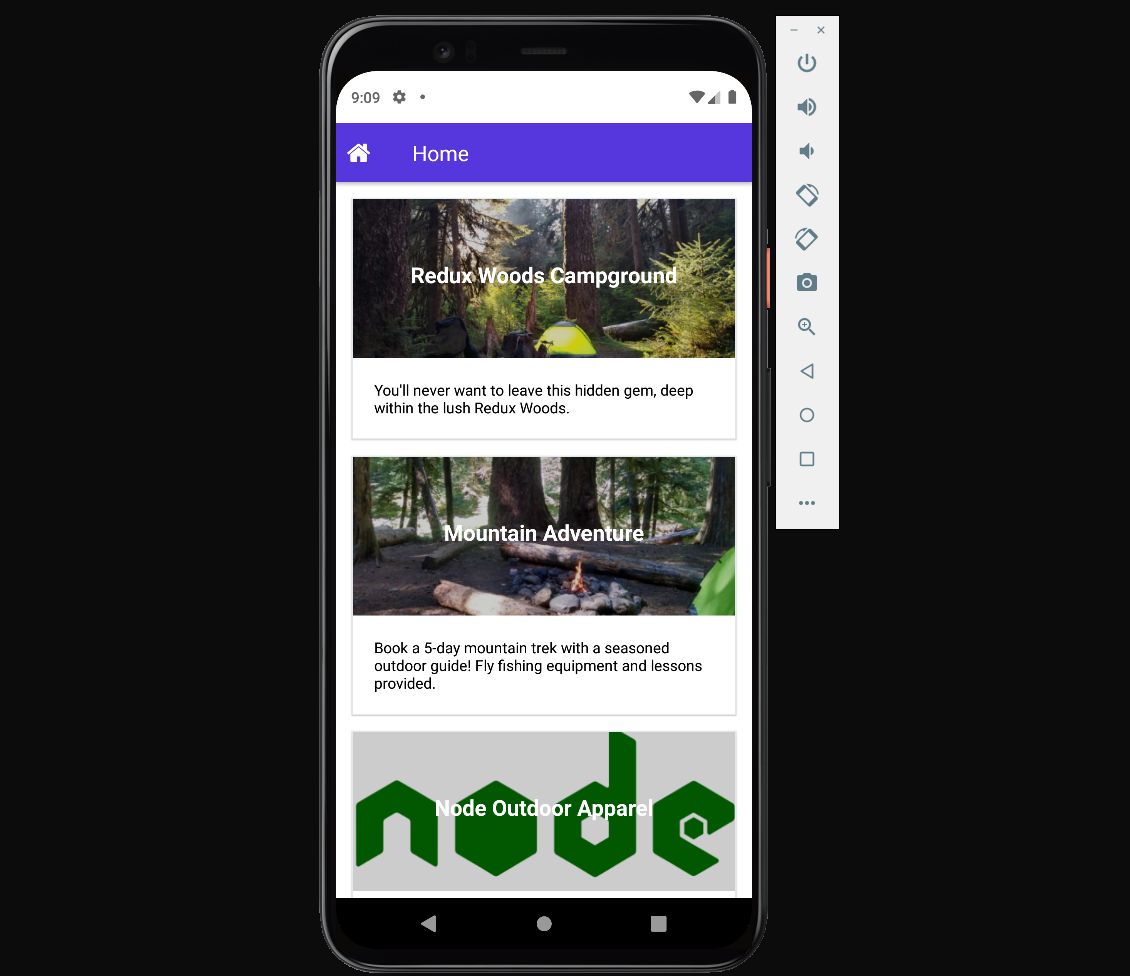 9:09
Home
Redux Woods Campground
You'll never want to leave this hidden gem, deep
within the lush Redux Woods.
Mountain Adventure
Book a 5-day mountain trek with a seasoned
outdoor guide! Fly fishing equipment and lessons
provided.
node
Node Outdoor Apparel